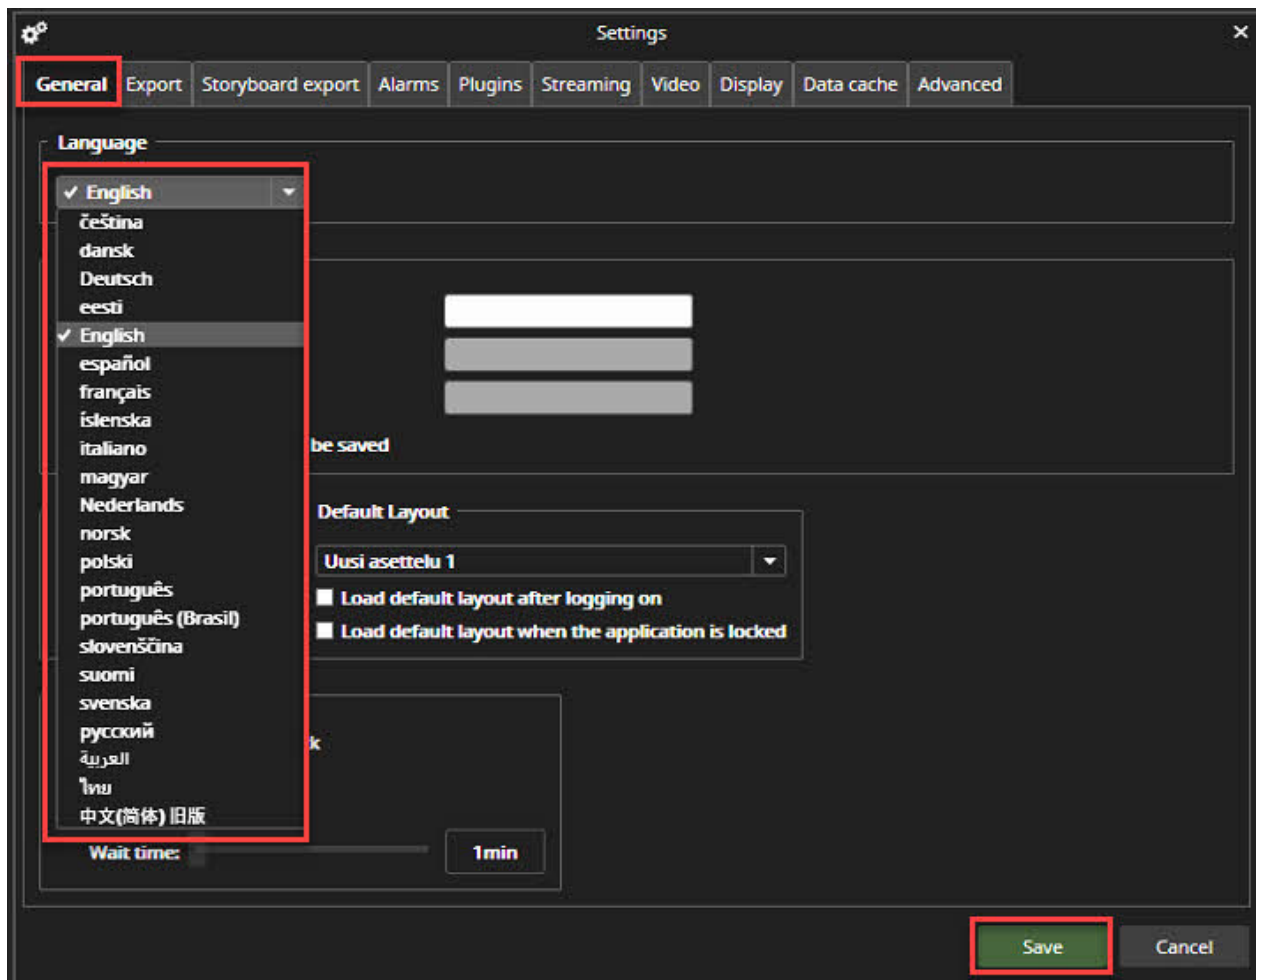 Settings
General Export Storyboard export Alarms Plugins Streaming Video Display Data cache Advanced
Language
English
čeština
dansk
Deutsch
eesti
English
español
français
íslenska
italiano
be saved
magyar
Nederlands
Default Layout
norsk
polski
Uusi asettelu 1
português
Load default layout after logging on
português (Brasil)
Load default layout when the application is locked
slovenščina
suomi
svenska
русский
العربية
ไทย
中文(简体) 旧版
Wait time: 1min
Save Cancel